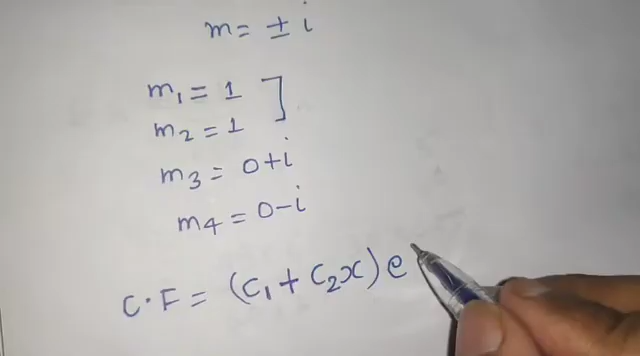 m = ± i
m₁ = 1 ]
m₂ = 1
m₃ = 0+i
m₄ = 0-i
C.F = (C₁ + C₂x) e